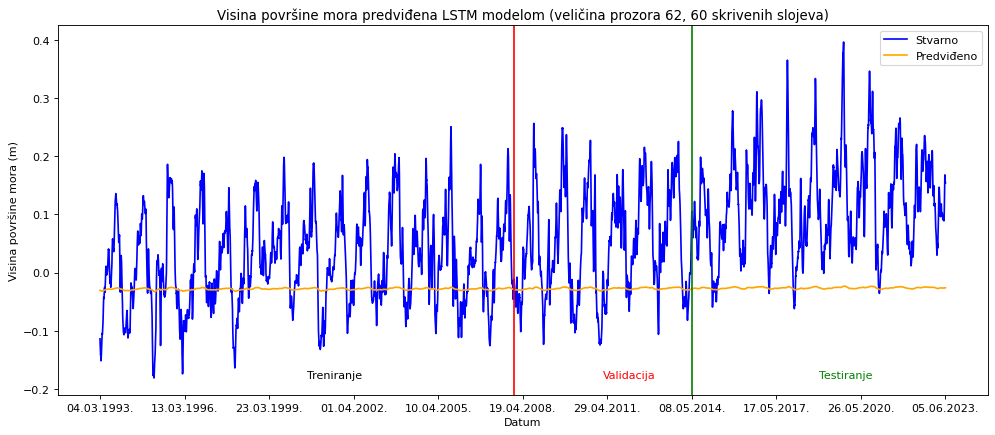 Visina površine mora predviđena LSTM modelom (veličina prozora 62, 60 skrivenih slojeva)
Stvarno
Predviđeno
Visina površine mora (m)
0.4
0.3
0.2
0.1
0.0
−0.1
−0.2
Treniranje
Validacija
Testiranje
04.03.1993. 13.03.1996. 23.03.1999. 01.04.2002. 10.04.2005. 19.04.2008. 29.04.2011. 08.05.2014. 17.05.2017. 26.05.2020. 05.06.2023.
Datum